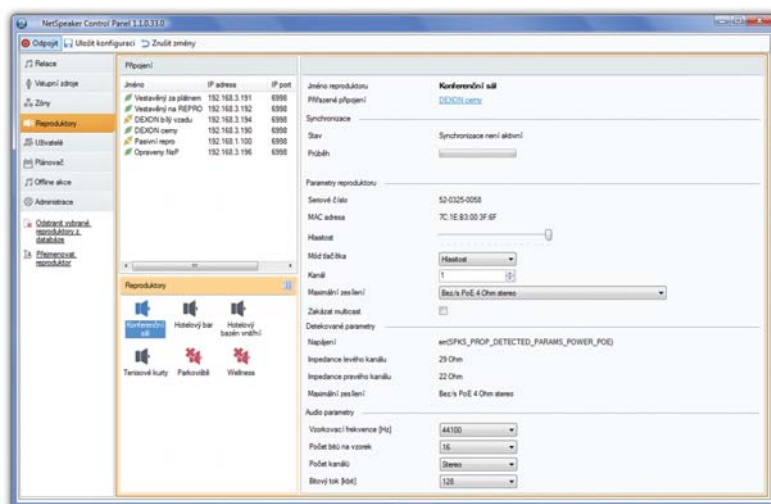 NetSpeaker Control Panel 1.1.0.33.0
Odpojit Uložit konfiguraci Zrušit změny
Relace
Vstupní zdroje
Zóny
Reproduktory
Uživatelé
Plánovač
Offline akce
Administrace
Odstranit vybrané
reproduktory z
databáze
Přejmenovat
reproduktor
Připojení
Jméno IP adresa IP port
Vestavěný za plátnem 192.168.3.191 6998
Vestavěný na REPRO 192.168.3.192 6998
DEXON bílý vzadu 192.168.3.194 6998
DEXON cerny 192.168.3.190 6998
Pasivní repro 192.168.1.100 6998
Opraveny NaP 192.168.3.196 6998
Reproduktory
Konferenční
sál
Hotelový bar
Hotelový
bazén vnitřní
Tenisové kurty
Parkoviště
Wellness
Jméno reproduktoru Konferenční sál
Přiřazené připojení DEXON cerny
Synchronizace
Stav Synchronizace není aktivní
Průběh
Parametry reproduktoru
Seriové číslo 52-0325-0058
MAC adresa 7C:1E:B3:00:3F:6F
Hlasitost
Mód tlačítka Hlasitost
Kanál 1
Maximální zesílení Bez/s PoE 4 Ohm stereo
Zakázat multicast
Detekované parametry
Napájení err(SPKS_PROP_DETECTED_PARAMS_POWER_POE)
Impedance levého kanálu 29 Ohm
Impedance pravého kanálu 22 Ohm
Maximální zesílení Bez/s PoE 4 Ohm stereo
Audio parametry
Vzorkovací frekvence [Hz] 44100
Počet bitů na vzorek 16
Počet kanálů Stereo
Bitový tok [kbit] 128